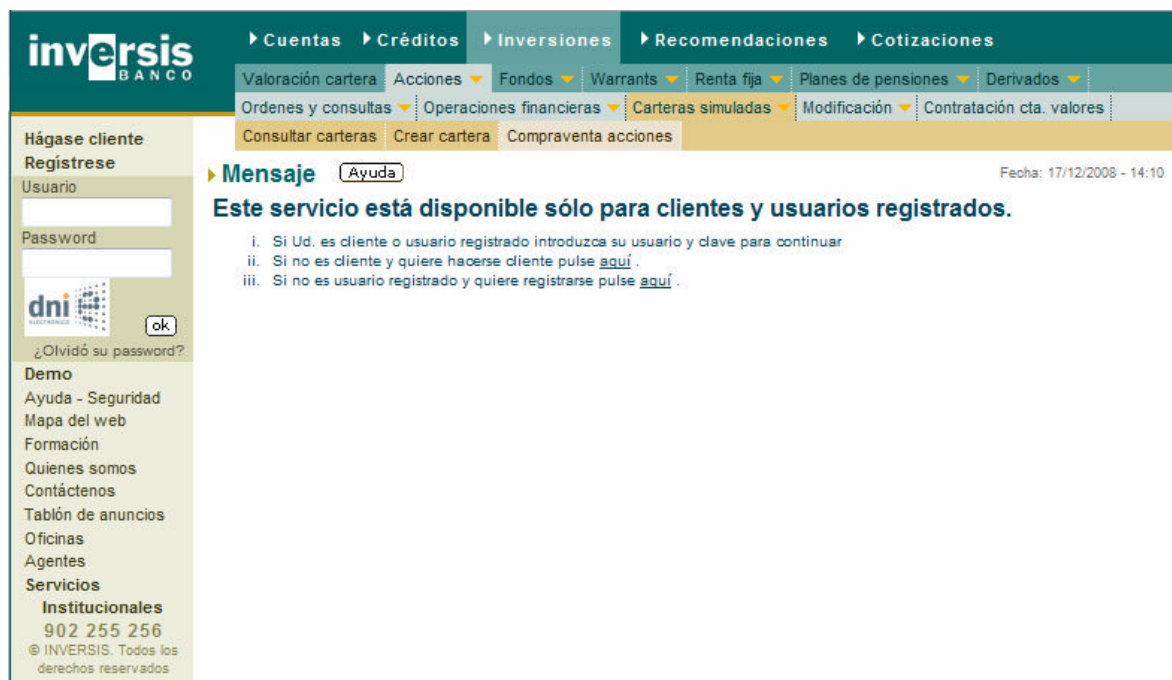 inversis
BANCO
Cuentas Créditos Inversiones Recomendaciones Cotizaciones
Valoración cartera Acciones Fondos Warrants Renta fija Planes de pensiones Derivados
Ordenes y consultas Operaciones financieras Carteras simuladas Modificación Contratación cta. valores
Consultar carteras Crear cartera Compraventa acciones
Hágase cliente
Regístrese
Usuario
Password
dni
ELECTRÓNICO
ok
¿Olvidó su password?
Demo
Ayuda - Seguridad
Mapa del web
Formación
Quienes somos
Contáctenos
Tablón de anuncios
Oficinas
Agentes
Servicios
Institucionales
902 255 256
© INVERSIS. Todos los
derechos reservados
Mensaje Ayuda Fecha: 17/12/2008 - 14:10
Este servicio está disponible sólo para clientes y usuarios registrados.
i. Si Ud. es cliente o usuario registrado introduzca su usuario y clave para continuar
ii. Si no es cliente y quiere hacerse cliente pulse aquí .
iii. Si no es usuario registrado y quiere registrarse pulse aquí .